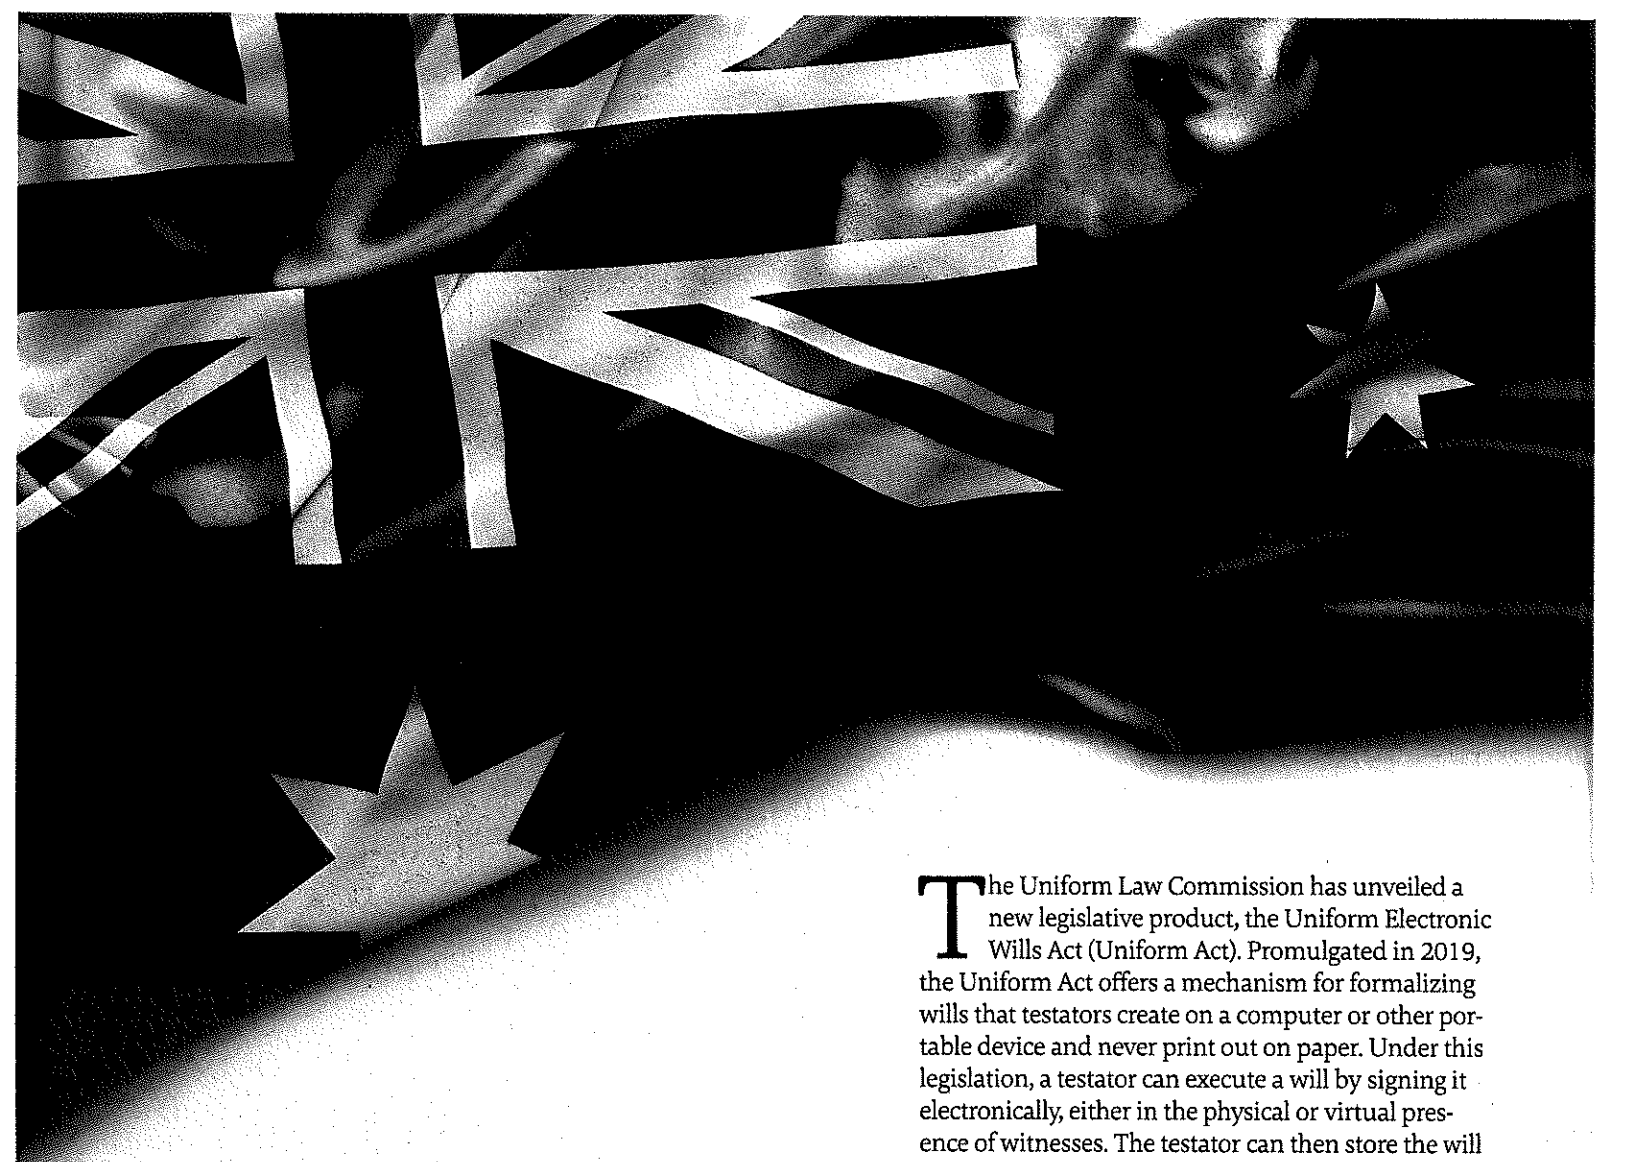 The Uniform Law Commission has unveiled a
new legislative product, the Uniform Electronic
Wills Act (Uniform Act). Promulgated in 2019,
the Uniform Act offers a mechanism for formalizing
wills that testators create on a computer or other por-
table device and never print out on paper. Under this
legislation, a testator can execute a will by signing it
electronically, either in the physical or virtual pres-
ence of witnesses. The testator can then store the will